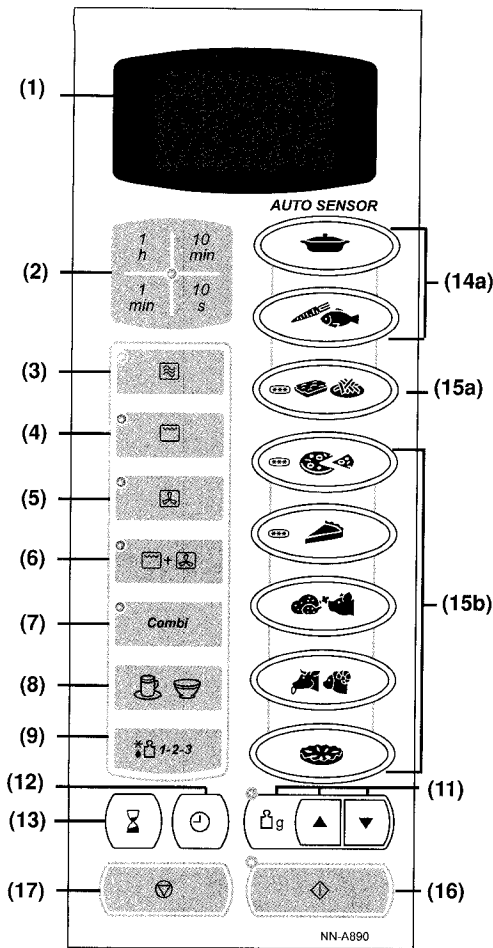 (1)
AUTO SENSOR
1 h
10 min
(2)
1 min
10 s
(14a)
(3)
(15a)
(4)
(5)
(6)
+
(7)
Combi
(15b)
(8)
(9)
1-2-3
(12)
(11)
(13)
g
(17)
(16)
NN-A890